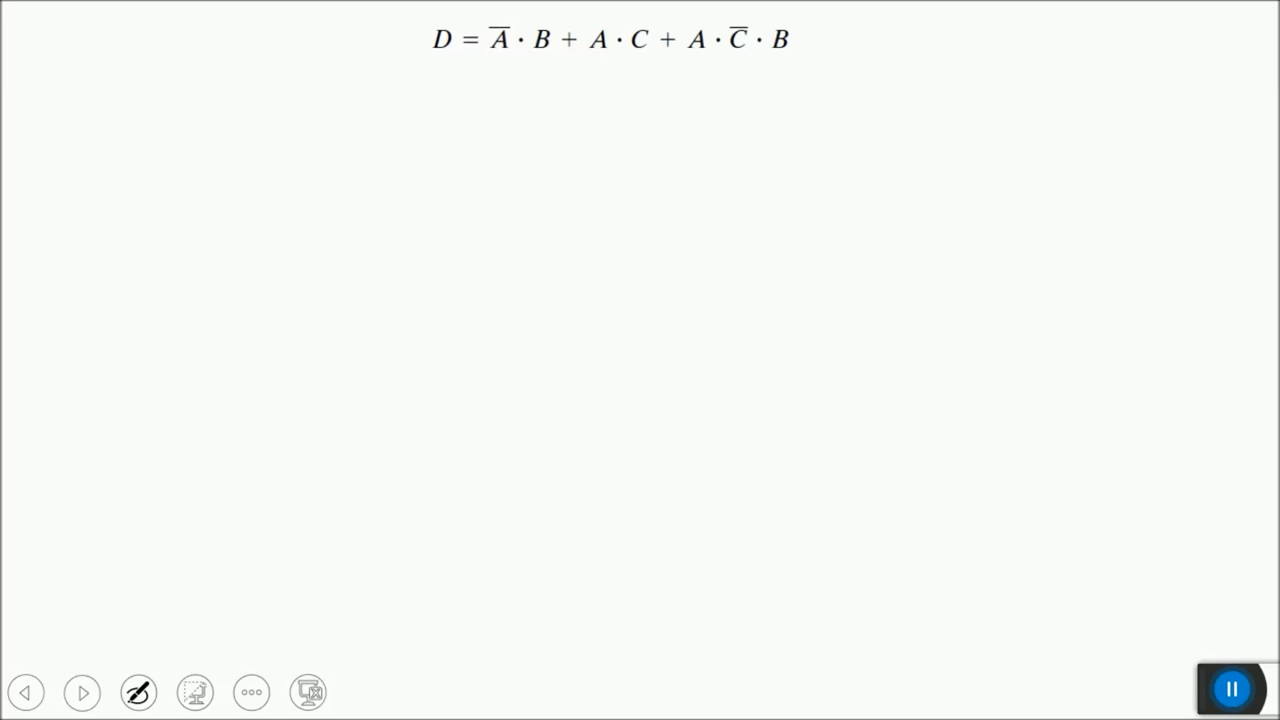 D = A̅ · B + A · C + A · C̅ · B